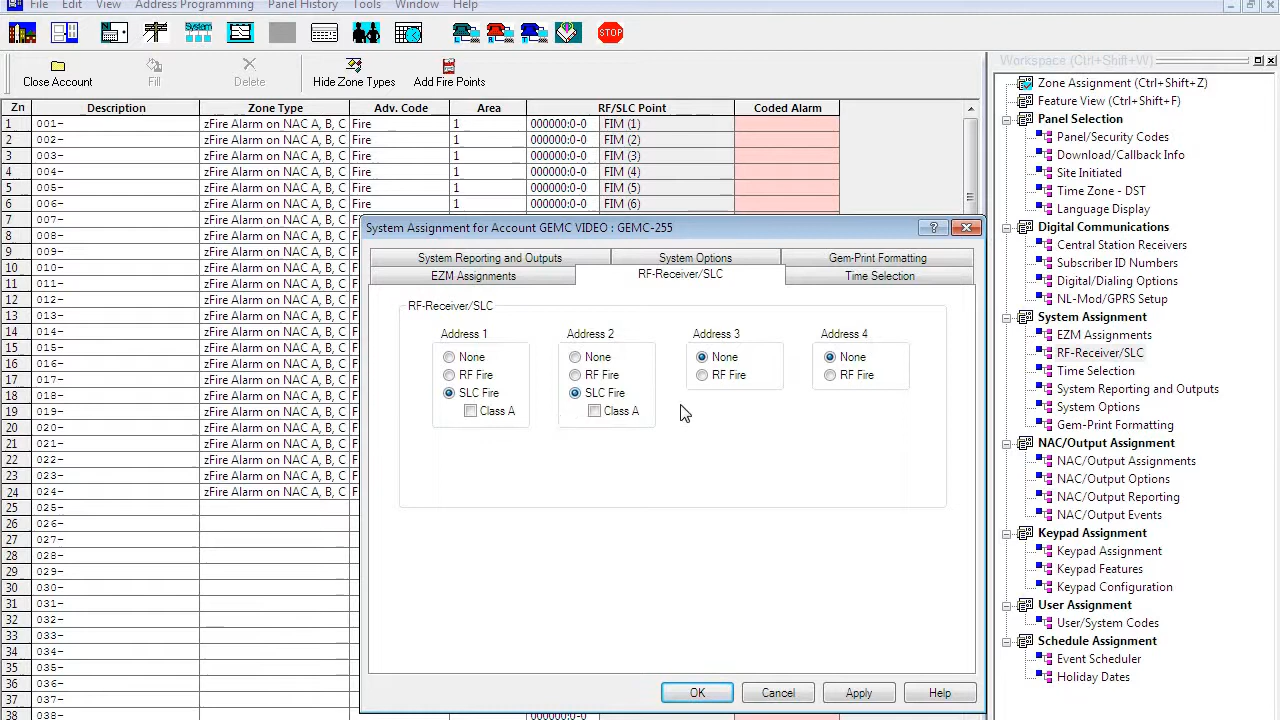 File Edit View Address Programming Panel History Tools Window Help
STOP
Close Account Fill Delete Hide Zone Types Add Fire Points
Workspace (Ctrl+Shift+W)
Zn Description Zone Type Adv. Code Area RF/SLC Point Coded Alarm
1 001- zFire Alarm on NAC A, B, C Fire 1 000000:0-0 FIM (1)
2 002- zFire Alarm on NAC A, B, C Fire 1 000000:0-0 FIM (2)
3 003- zFire Alarm on NAC A, B, C Fire 1 000000:0-0 FIM (3)
4 004- zFire Alarm on NAC A, B, C Fire 1 000000:0-0 FIM (4)
5 005- zFire Alarm on NAC A, B, C Fire 1 000000:0-0 FIM (5)
6 006- zFire Alarm on NAC A, B, C Fire 1 000000:0-0 FIM (6)
7 007- zFire Alarm on NAC A, B, C F
8 008- zFire Alarm on NAC A, B, C F
9 009- zFire Alarm on NAC A, B, C F
10 010- zFire Alarm on NAC A, B, C F
11 011- zFire Alarm on NAC A, B, C F
12 012- zFire Alarm on NAC A, B, C F
13 013- zFire Alarm on NAC A, B, C F
14 014- zFire Alarm on NAC A, B, C F
15 015- zFire Alarm on NAC A, B, C F
16 016- zFire Alarm on NAC A, B, C F
17 017- zFire Alarm on NAC A, B, C F
18 018- zFire Alarm on NAC A, B, C F
19 019- zFire Alarm on NAC A, B, C F
20 020- zFire Alarm on NAC A, B, C F
21 021- zFire Alarm on NAC A, B, C F
22 022- zFire Alarm on NAC A, B, C F
23 023- zFire Alarm on NAC A, B, C F
24 024- zFire Alarm on NAC A, B, C F
25 025-
26 026-
27 027-
28 028-
29 029-
30 030-
31 031-
32 032-
33 033-
34 034-
35 035-
36 036-
37 037-
38 038- 000000:0-0
System Assignment for Account GEMC VIDEO : GEMC-255
System Reporting and Outputs System Options Gem-Print Formatting
EZM Assignments RF-Receiver/SLC Time Selection
RF-Receiver/SLC
Address 1 Address 2 Address 3 Address 4
None None None None
RF Fire RF Fire RF Fire RF Fire
SLC Fire SLC Fire
Class A Class A
OK Cancel Apply Help
Zone Assignment (Ctrl+Shift+Z)
Feature View (Ctrl+Shift+F)
Panel Selection
Panel/Security Codes
Download/Callback Info
Site Initiated
Time Zone - DST
Language Display
Digital Communications
Central Station Receivers
Subscriber ID Numbers
Digital/Dialing Options
NL-Mod/GPRS Setup
System Assignment
EZM Assignments
RF-Receiver/SLC
Time Selection
System Reporting and Outputs
System Options
Gem-Print Formatting
NAC/Output Assignment
NAC/Output Assignments
NAC/Output Options
NAC/Output Reporting
NAC/Output Events
Keypad Assignment
Keypad Assignment
Keypad Features
Keypad Configuration
User Assignment
User/System Codes
Schedule Assignment
Event Scheduler
Holiday Dates